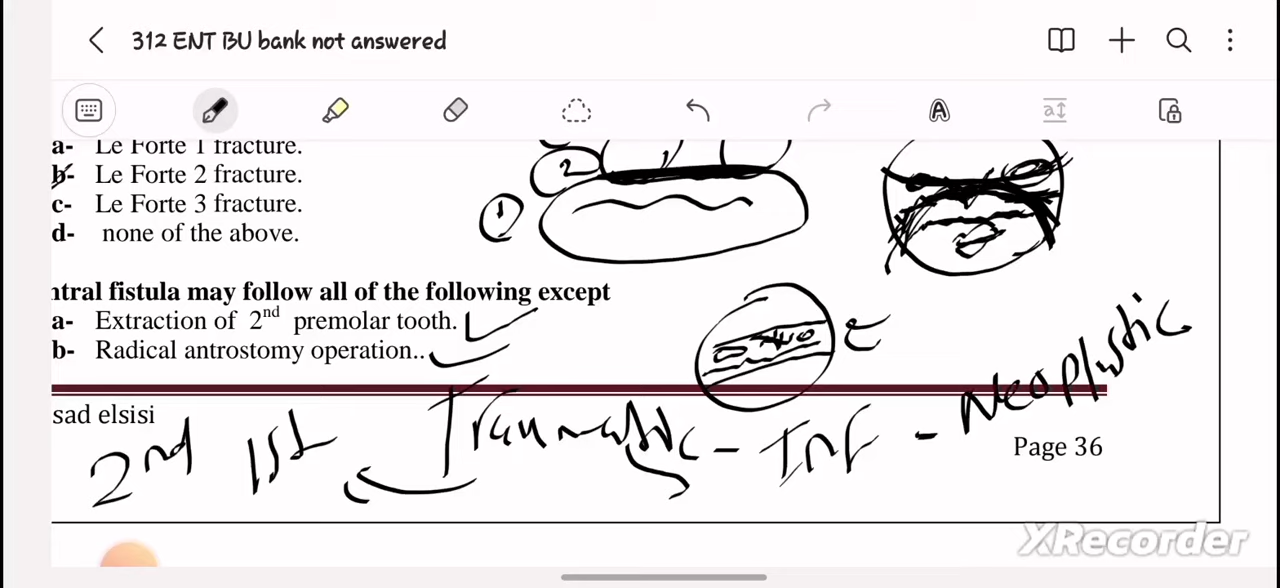 312 ENT BU bank not answered
a- Le Forte 1 fracture.
b- Le Forte 2 fracture.
c- Le Forte 3 fracture.
d- none of the above.
2
1
ntral fistula may follow all of the following except
a- Extraction of 2nd premolar tooth.
b- Radical antrostomy operation..
sad elsisi
Page 36
2nd 1st Traumatic - Inf - Neoplastic
XRecorder